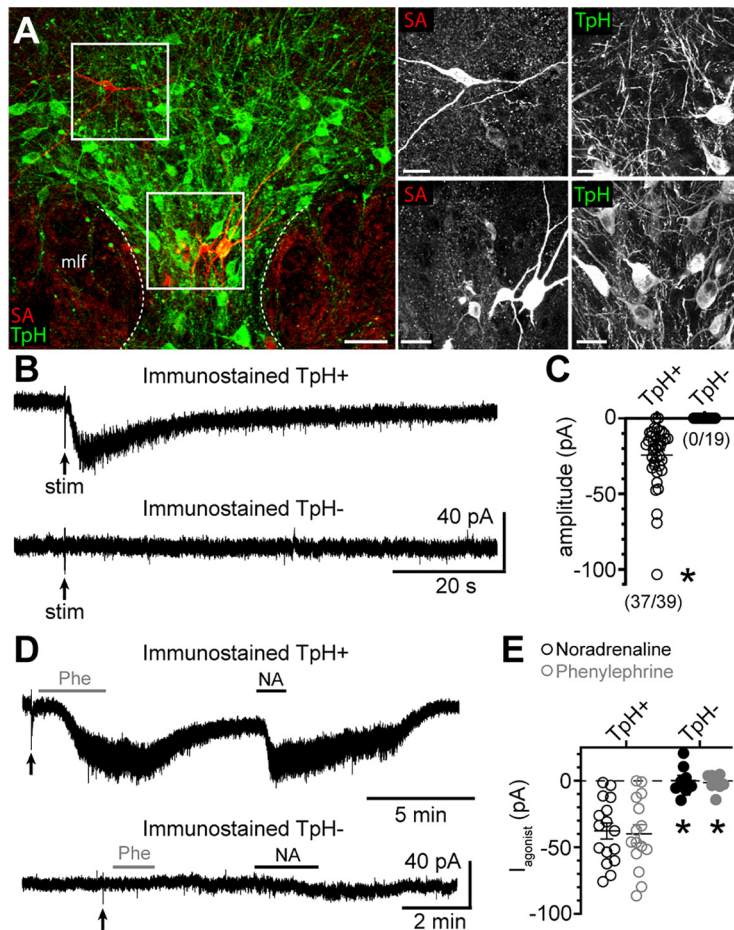 A
SA
TpH
mlf
SA
TpH
SA
TpH
B
Immunostained TpH+
stim
Immunostained TpH-
stim
40 pA
20 s
C
TpH+
TpH-
amplitude (pA)
0
-50
-100
(0/19)
*
(37/39)
D
Immunostained TpH+
Phe
NA
5 min
Immunostained TpH-
Phe
NA
40 pA
2 min
E
Noradrenaline
Phenylephrine
TpH+
TpH-
Iagonist (pA)
0
-50
-100
* *